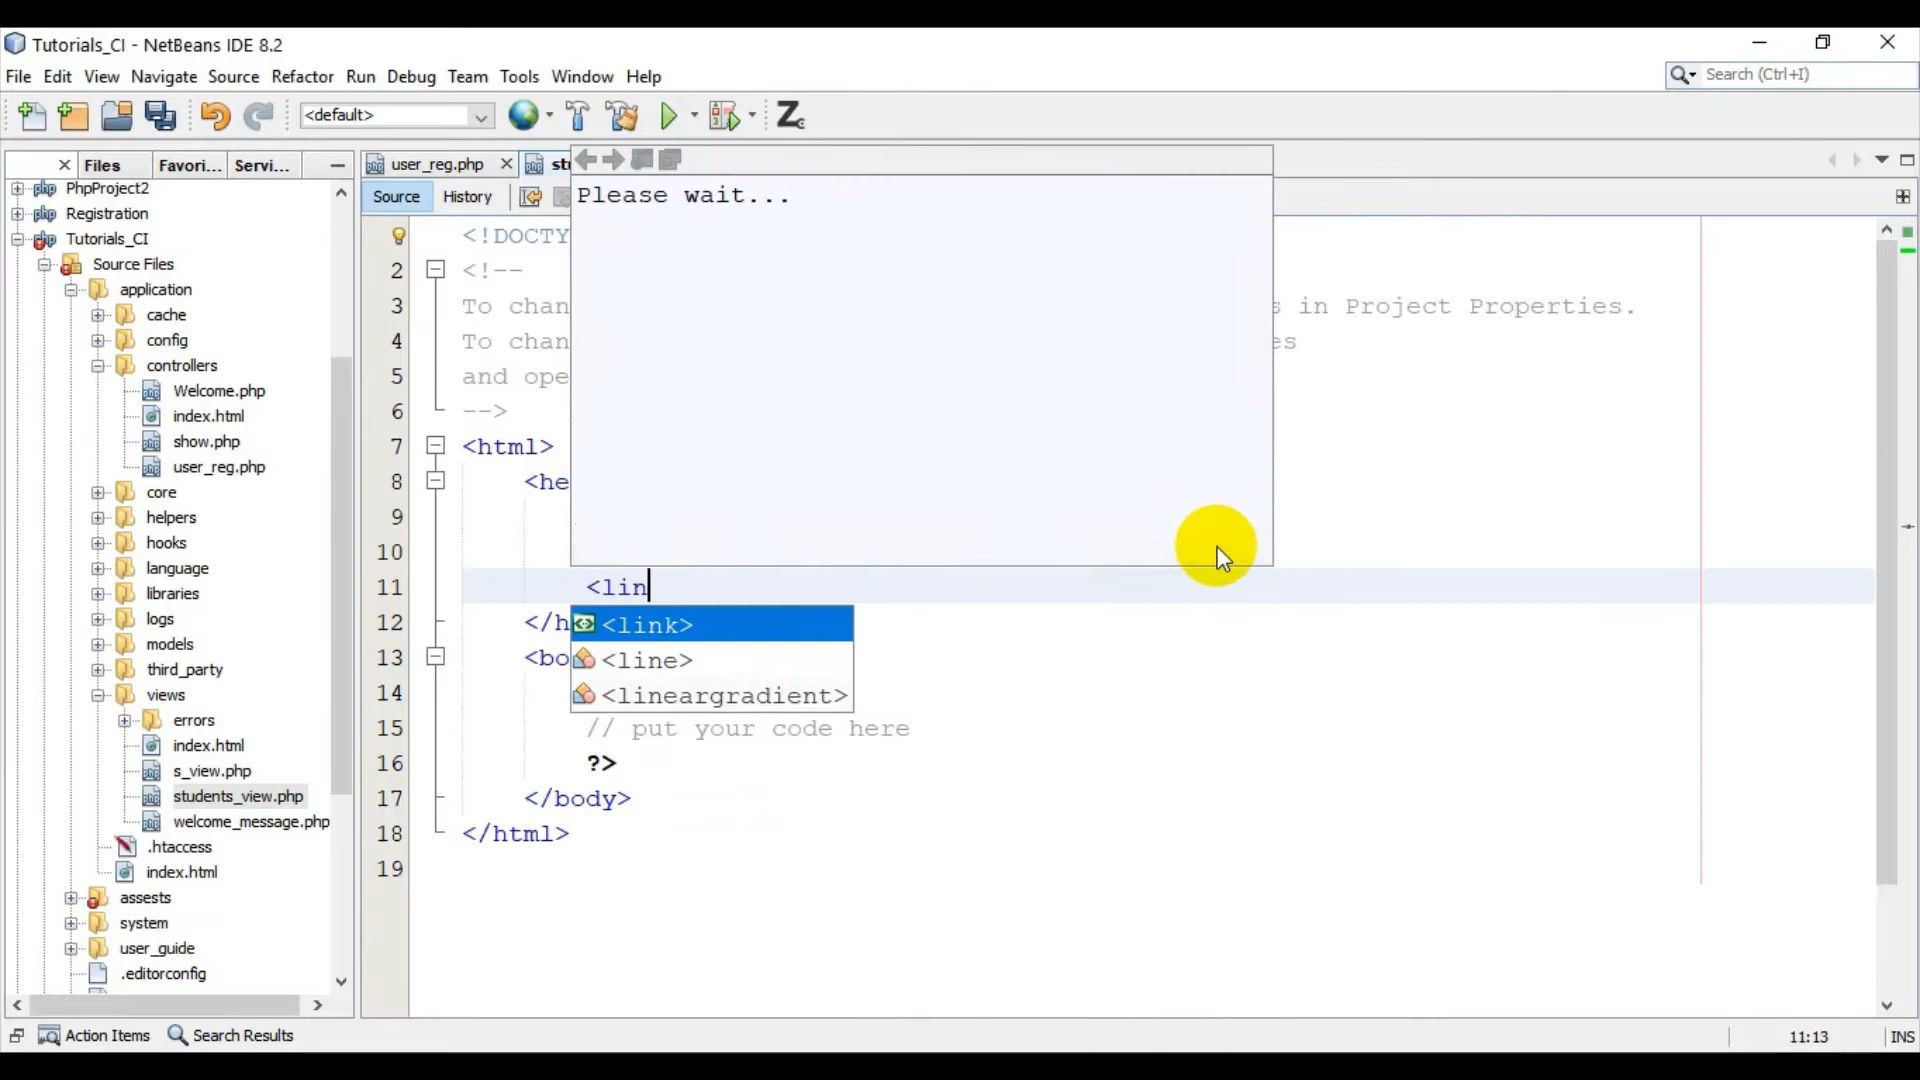 Tutorials_CI - NetBeans IDE 8.2
File Edit View Navigate Source Refactor Run Debug Team Tools Window Help
Search (Ctrl+I)
<default>
Files Favori... Servi...
user_reg.php
Source History
PhpProject2
Registration
Tutorials_CI
Source Files
application
cache
config
controllers
Welcome.php
index.html
show.php
user_reg.php
core
helpers
hooks
language
libraries
logs
models
third_party
views
errors
index.html
s_view.php
students_view.php
welcome_message.php
.htaccess
index.html
assests
system
user_guide
.editorconfig
Please wait...
<!DOCTY
2 <!--
3 To chan s in Project Properties.
4 To chan es
5 and ope
6 -->
7 <html>
8 <he
9
10
11 <lin
12 </h
13 <bo
14
15 // put your code here
16 ?>
17 </body>
18 </html>
19
<link>
<line>
<lineargradient>
Action Items Search Results
11:13 INS